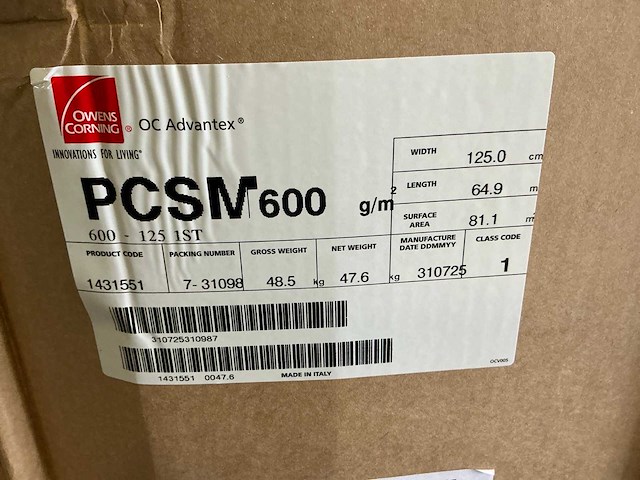 OWENS
CORNING®
OC Advantex®
INNOVATIONS FOR LIVING®
PCSM 600 g/m²
600 - 125 1ST
WIDTH 125.0 cm
LENGTH 64.9 m
SURFACE AREA 81.1 m²
PRODUCT CODE 1431551
PACKING NUMBER 7-31098
GROSS WEIGHT 48.5 kg
NET WEIGHT 47.6 kg
MANUFACTURE DATE DDMMYY 310725
CLASS CODE 1
310725310987
1431551 0047.6
MADE IN ITALY
OCV005